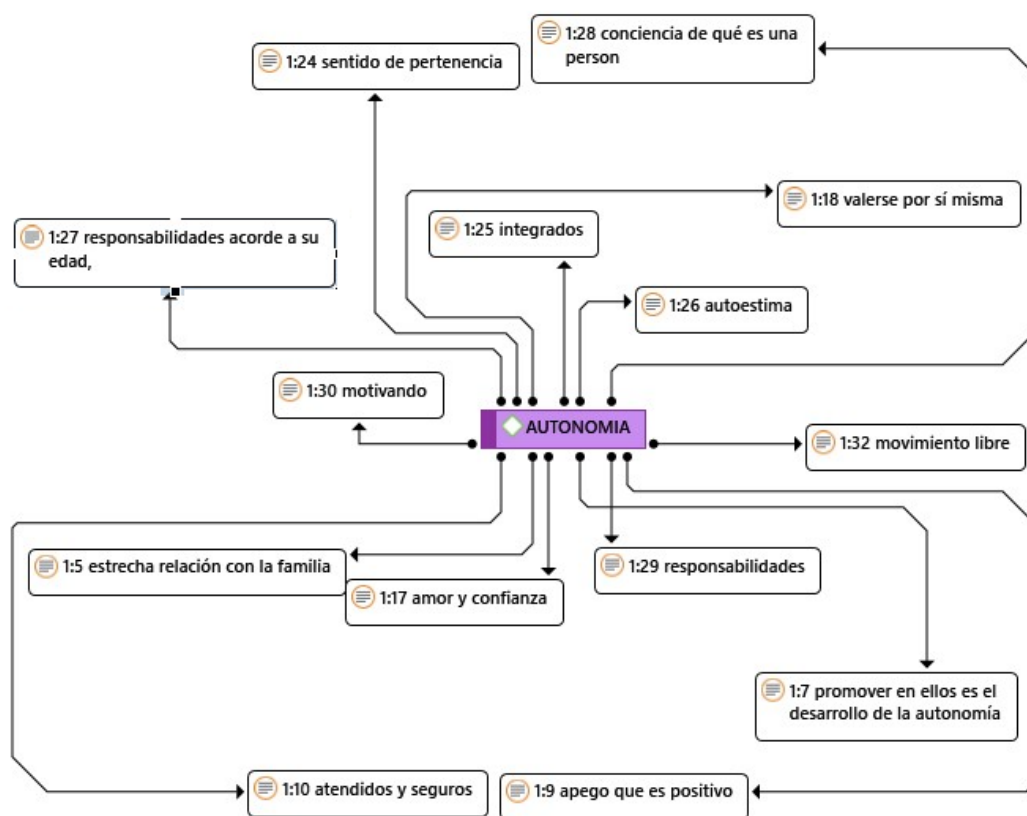 1:28 conciencia de qué es una
person
1:24 sentido de pertenencia
1:18 valerse por sí misma
1:27 responsabilidades acorde a su
edad,
1:25 integrados
1:26 autoestima
1:30 motivando
AUTONOMIA
1:32 movimiento libre
1:5 estrecha relación con la familia
1:29 responsabilidades
1:17 amor y confianza
1:7 promover en ellos es el
desarrollo de la autonomía
1:10 atendidos y seguros
1:9 apego que es positivo